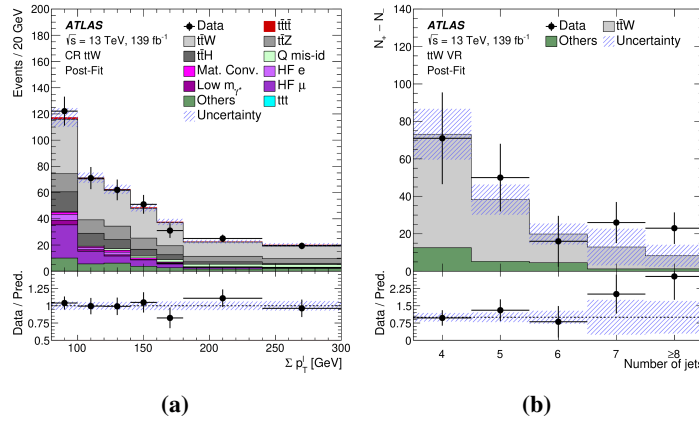 ATLAS
√s = 13 TeV, 139 fb⁻¹
CR ttW
Post-Fit
Data
tt̄tt̄
tt̄W
tt̄Z
tt̄H
Q mis-id
Mat. Conv.
HF e
Low m_γ*
HF μ
Others
ttt
Uncertainty
Events / 20 GeV
200
180
160
140
120
100
80
60
40
20
0
Data / Pred.
1.25
1
0.75
0.5
100
150
200
250
300
Σ p_T^l [GeV]
(a)
ATLAS
√s = 13 TeV, 139 fb⁻¹
ttW VR
Post-Fit
Data
tt̄W
Others
Uncertainty
N₊ − N₋
140
120
100
80
60
40
20
0
Data / Pred.
2.25
1.5
0.75
0
4
5
6
7
≥8
Number of jets
(b)